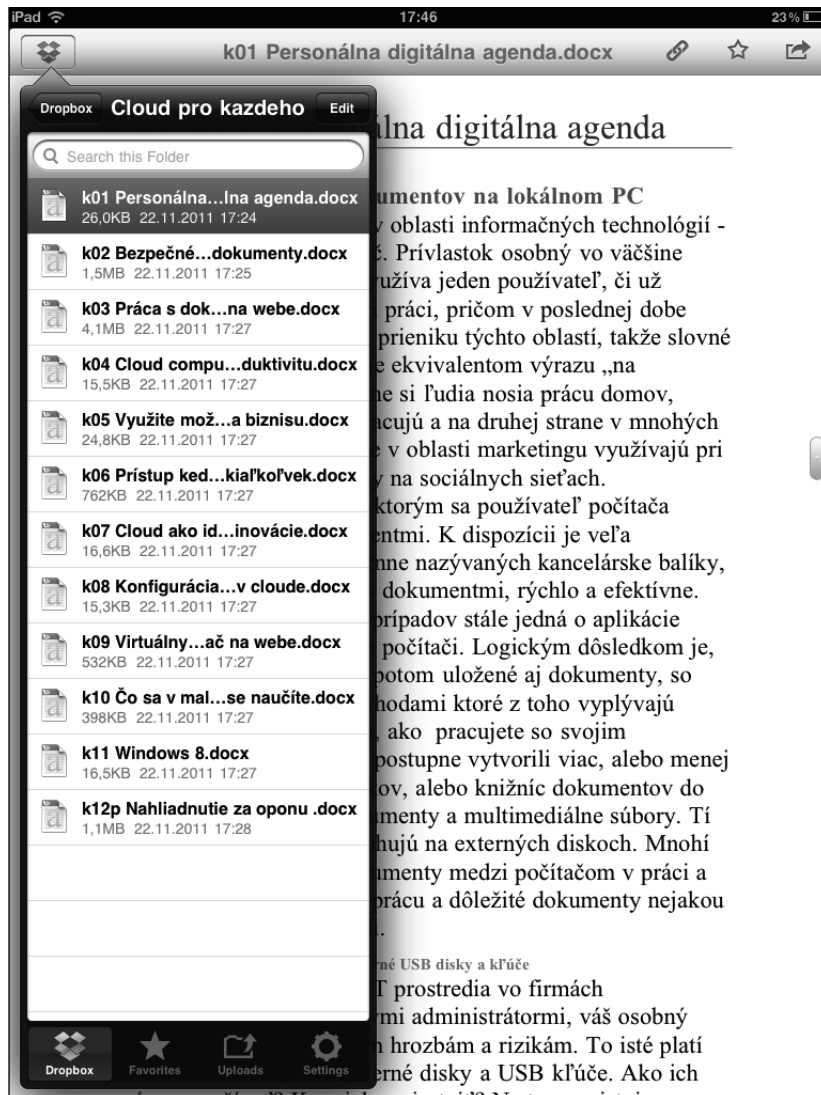 iPad 17:46 23%
k01 Personálna digitálna agenda.docx
Dropbox Cloud pro kazdeho Edit
Search this Folder
k01 Personálna...lna agenda.docx
26,0KB 22.11.2011 17:24
k02 Bezpečné...dokumenty.docx
1,5MB 22.11.2011 17:25
k03 Práca s dok...na webe.docx
4,1MB 22.11.2011 17:27
k04 Cloud compu...duktivitu.docx
15,5KB 22.11.2011 17:27
k05 Využite mož...a biznisu.docx
24,8KB 22.11.2011 17:27
k06 Prístup ked...kiaľkoľvek.docx
762KB 22.11.2011 17:27
k07 Cloud ako id...inovácie.docx
16,6KB 22.11.2011 17:27
k08 Konfigurácia...v cloude.docx
15,3KB 22.11.2011 17:27
k09 Virtuálny...ač na webe.docx
532KB 22.11.2011 17:27
k10 Čo sa v mal...se naučíte.docx
398KB 22.11.2011 17:27
k11 Windows 8.docx
16,5KB 22.11.2011 17:27
k12p Nahliadnutie za oponu .docx
1,1MB 22.11.2011 17:28
Dropbox Favorites Uploads Settings
álna digitálna agenda
umentov na lokálnom PC
v oblasti informačných technológií -
č. Prívlastok osobný vo väčšine
yužíva jeden používateľ, či už
práci, pričom v poslednej dobe
prieniku týchto oblastí, takže slovné
e ekvivalentom výrazu „na
ne si ľudia nosia prácu domov,
acujú a na druhej strane v mnohých
e v oblasti marketingu využívajú pri
y na sociálnych sieťach.
ktorým sa používateľ počítača
entmi. K dispozícii je veľa
nne nazývaných kancelárske balíky,
dokumentmi, rýchlo a efektívne.
prípadov stále jedná o aplikácie
počítači. Logickým dôsledkom je,
potom uložené aj dokumenty, so
hodami ktoré z toho vyplývajú
, ako pracujete so svojim
postupne vytvorili viac, alebo menej
ov, alebo knižníc dokumentov do
umenty a multimediálne súbory. Tí
hujú na externých diskoch. Mnohí
umenty medzi počítačom v práci a
prácu a dôležité dokumenty nejakou
i.
rné USB disky a kľúče
T prostredia vo firmách
mi administrátormi, váš osobný
n hrozbám a rizikám. To isté platí
erné disky a USB kľúče. Ako ich